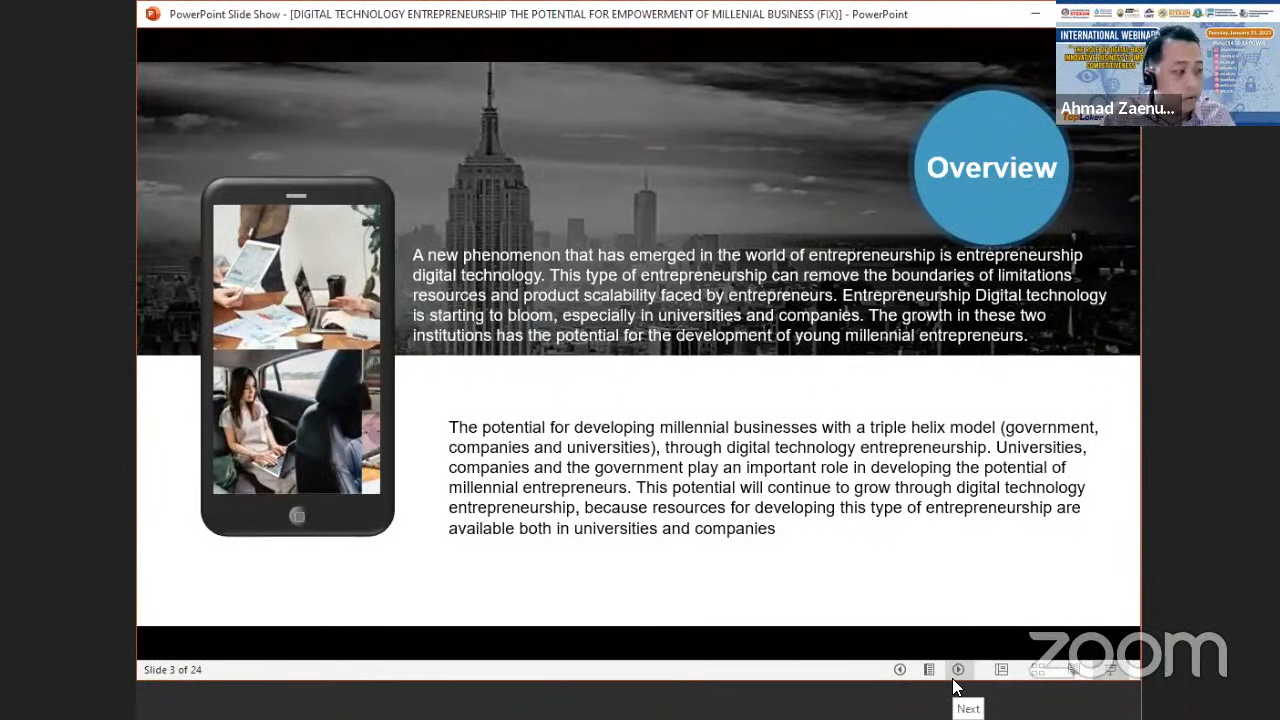 PowerPoint Slide Show - [DIGITAL TECHNOLOGY ENTREPRENEURSHIP THE POTENTIAL FOR EMPOWERMENT OF MILLENIAL BUSINESS (FIX)] - PowerPoint
INTERNATIONAL WEBINAR
Tuesday, January 31, 2023
Ahmad Zaenu...
Overview
A new phenomenon that has emerged in the world of entrepreneurship is entrepreneurship
digital technology. This type of entrepreneurship can remove the boundaries of limitations
resources and product scalability faced by entrepreneurs. Entrepreneurship Digital technology
is starting to bloom, especially in universities and companies. The growth in these two
institutions has the potential for the development of young millennial entrepreneurs.
The potential for developing millennial businesses with a triple helix model (government,
companies and universities), through digital technology entrepreneurship. Universities,
companies and the government play an important role in developing the potential of
millennial entrepreneurs. This potential will continue to grow through digital technology
entrepreneurship, because resources for developing this type of entrepreneurship are
available both in universities and companies
zoom
Slide 3 of 24
Next